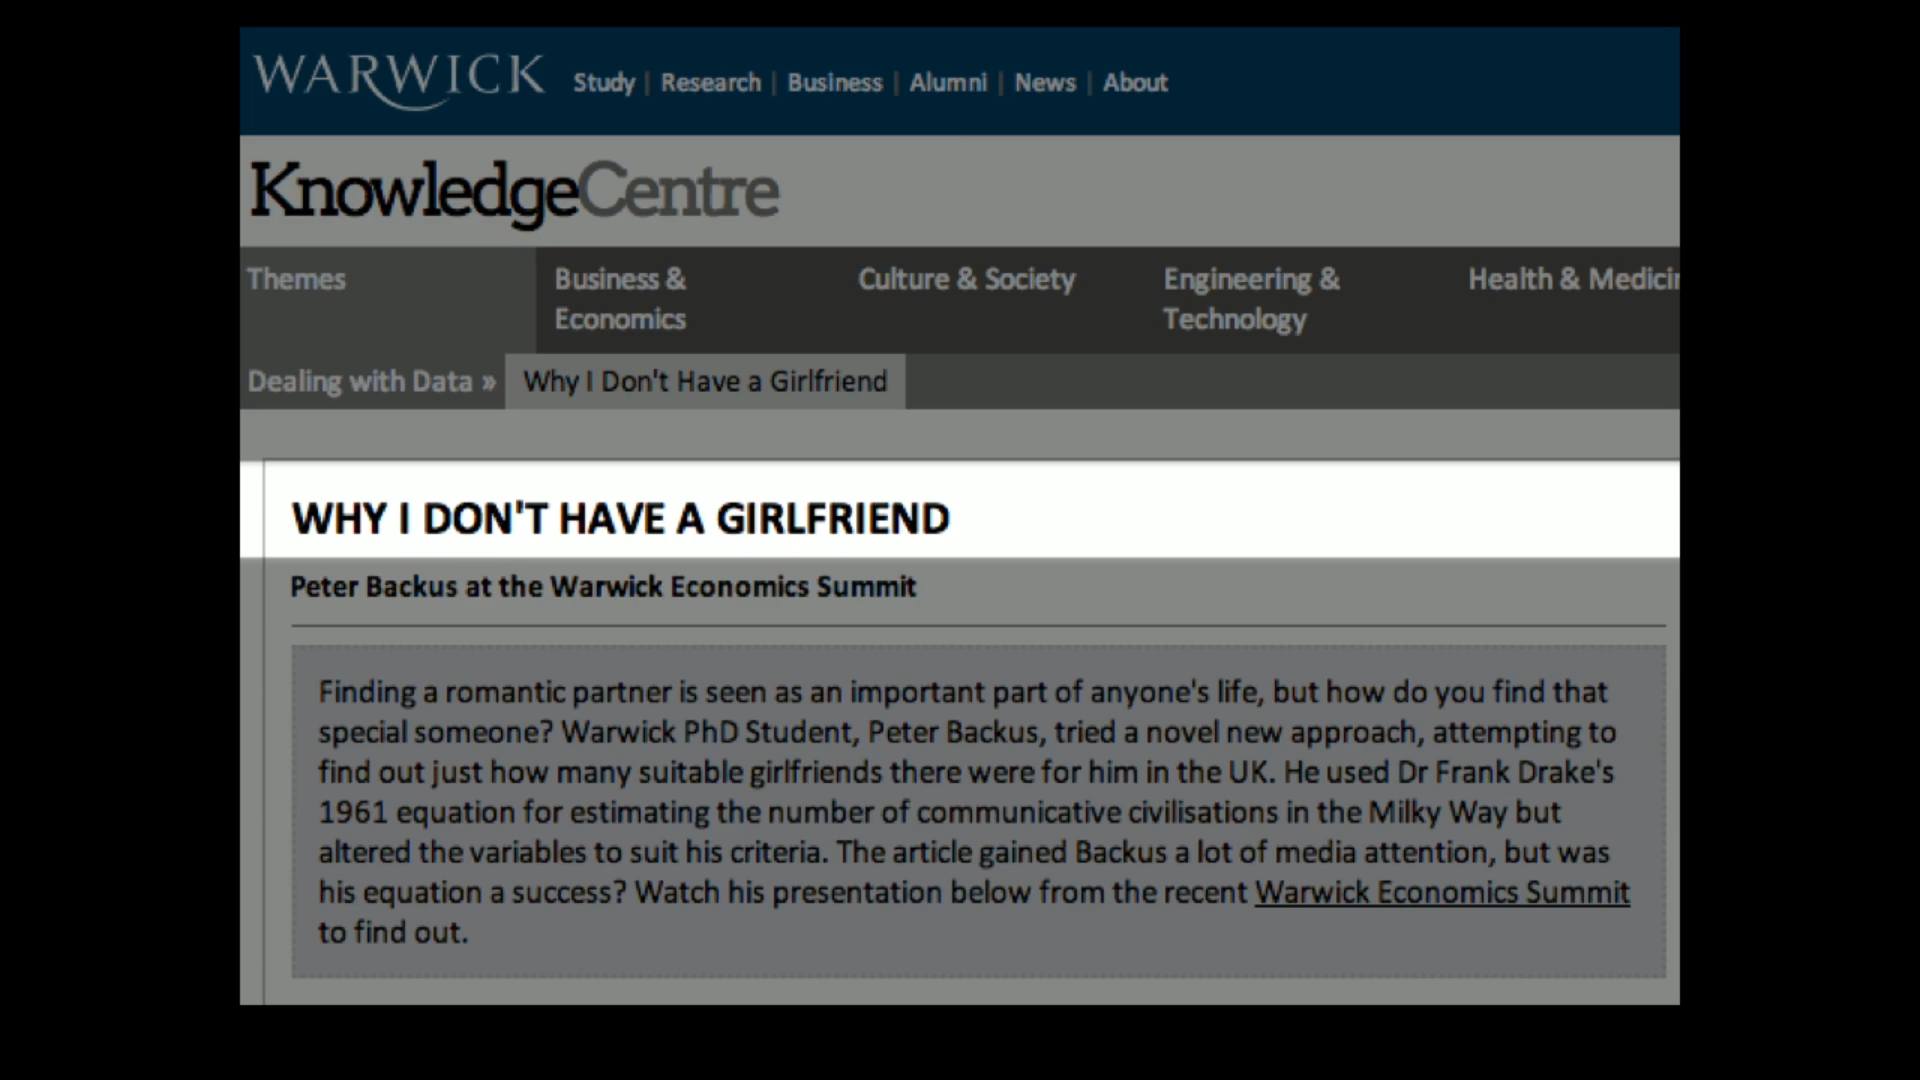 WARWICK Study | Research | Business | Alumni | News | About
KnowledgeCentre
Themes Business & Culture & Society Engineering & Health &
Economics Technology
Dealing with Data » Why I Don't Have a Girlfriend
WHY I DON'T HAVE A GIRLFRIEND
Peter Backus at the Warwick Economics Summit
Finding a romantic partner is seen as an important part of anyone's life, but how do you find that
special someone? Warwick PhD Student, Peter Backus, tried a novel new approach, attempting to
find out just how many suitable girlfriends there were for him in the UK. He used Dr Frank Drake's
1961 equation for estimating the number of communicative civilisations in the Milky Way but
altered the variables to suit his criteria. The article gained Backus a lot of media attention, but was
his equation a success? Watch his presentation below from the recent Warwick Economics Summit
to find out.